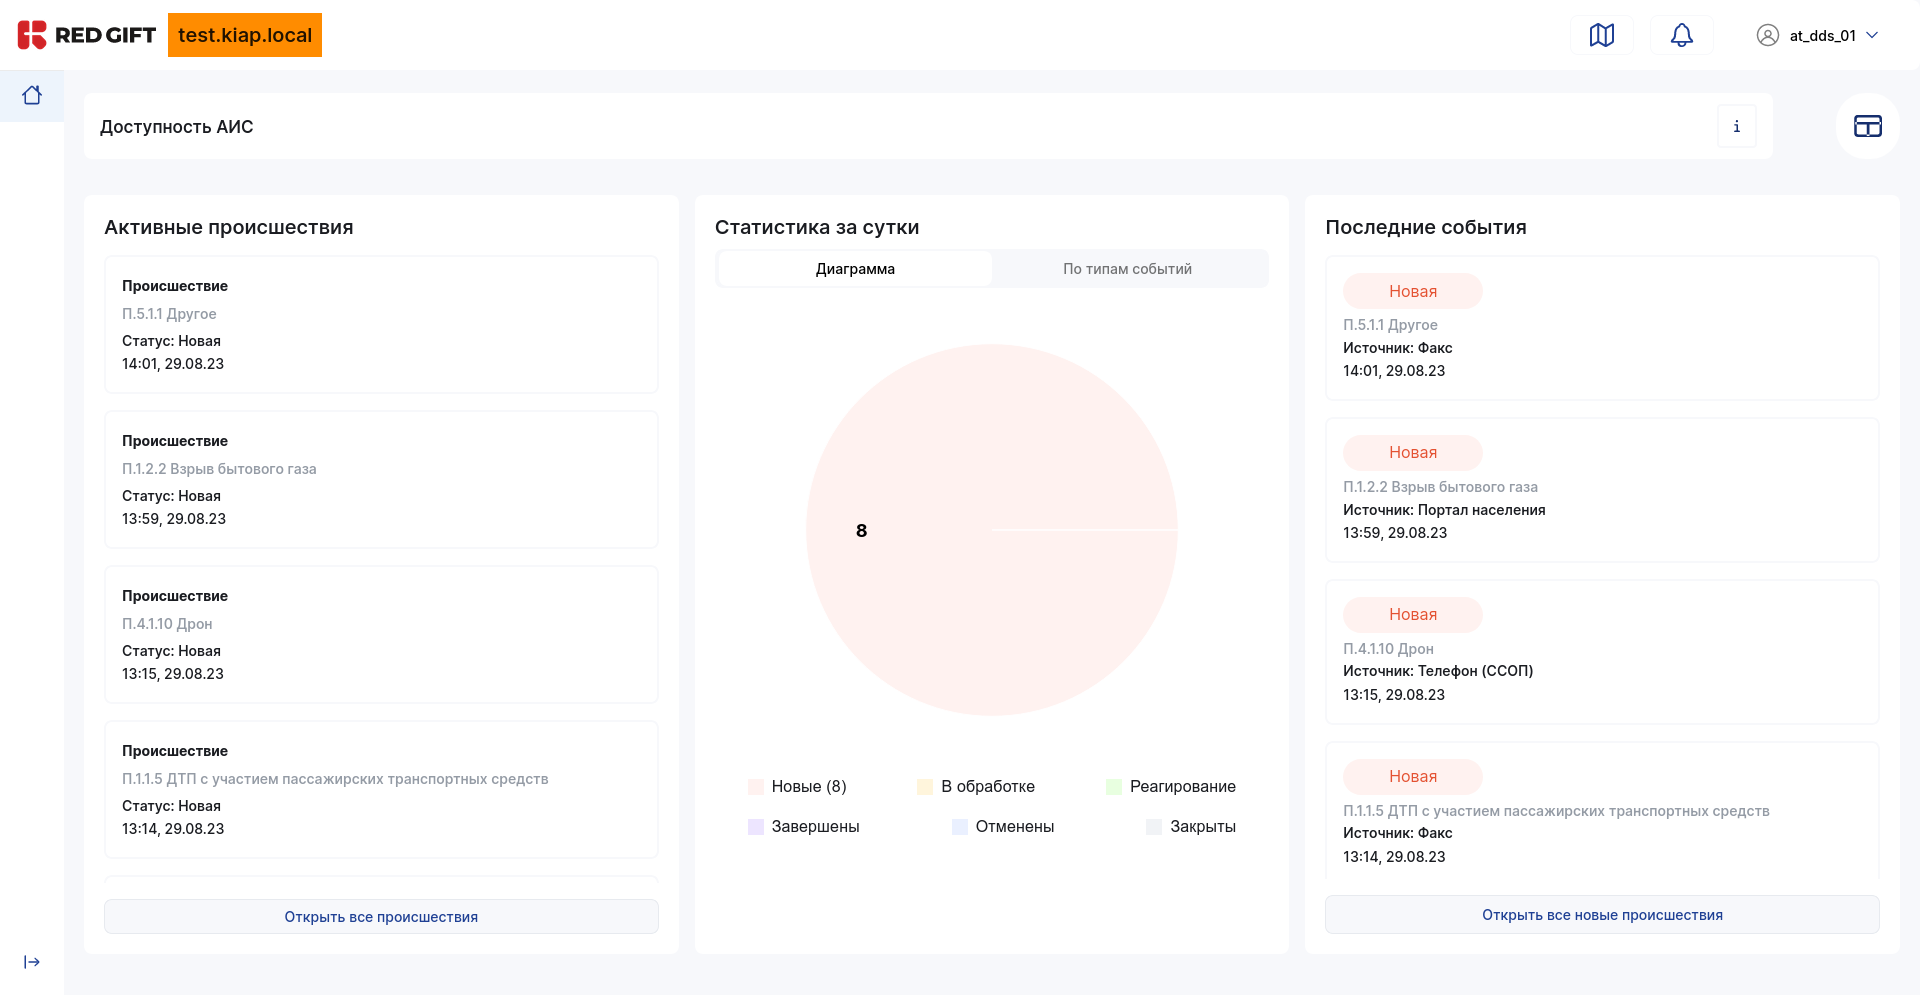 RED GIFT
test.kiap.local
at_dds_01
Доступность АИС
i
Активные происшествия
Происшествие
П.5.1.1 Другое
Статус: Новая
14:01, 29.08.23
Происшествие
П.1.2.2 Взрыв бытового газа
Статус: Новая
13:59, 29.08.23
Происшествие
П.4.1.10 Дрон
Статус: Новая
13:15, 29.08.23
Происшествие
П.1.1.5 ДТП с участием пассажирских транспортных средств
Статус: Новая
13:14, 29.08.23
Открыть все происшествия
Статистика за сутки
Диаграмма
По типам событий
8
Новые (8)
В обработке
Реагирование
Завершены
Отменены
Закрыты
Последние события
Новая
П.5.1.1 Другое
Источник: Факс
14:01, 29.08.23
Новая
П.1.2.2 Взрыв бытового газа
Источник: Портал населения
13:59, 29.08.23
Новая
П.4.1.10 Дрон
Источник: Телефон (ССОП)
13:15, 29.08.23
Новая
П.1.1.5 ДТП с участием пассажирских транспортных средств
Источник: Факс
13:14, 29.08.23
Открыть все новые происшествия